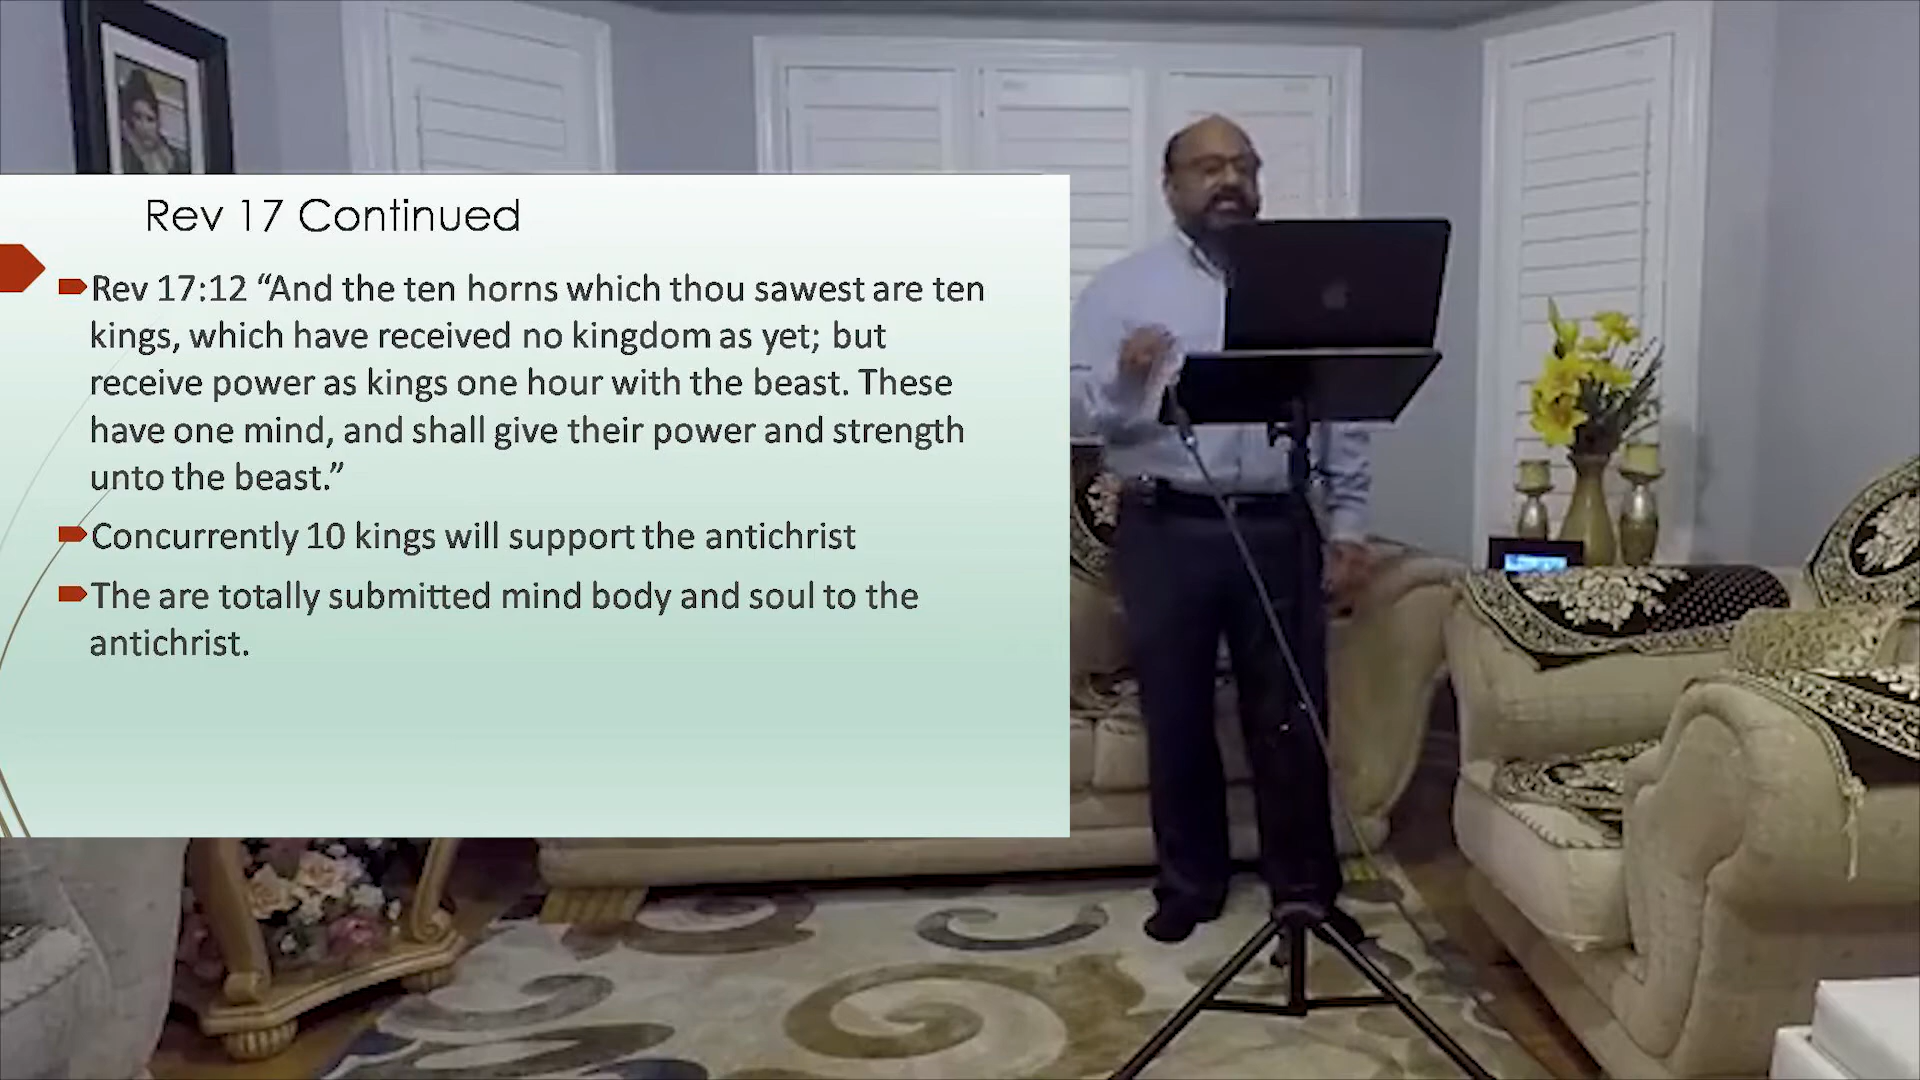 Rev 17 Continued
Rev 17:12 “And the ten horns which thou sawest are ten
kings, which have received no kingdom as yet; but
receive power as kings one hour with the beast. These
have one mind, and shall give their power and strength
unto the beast.”
Concurrently 10 kings will support the antichrist
The are totally submitted mind body and soul to the
antichrist.